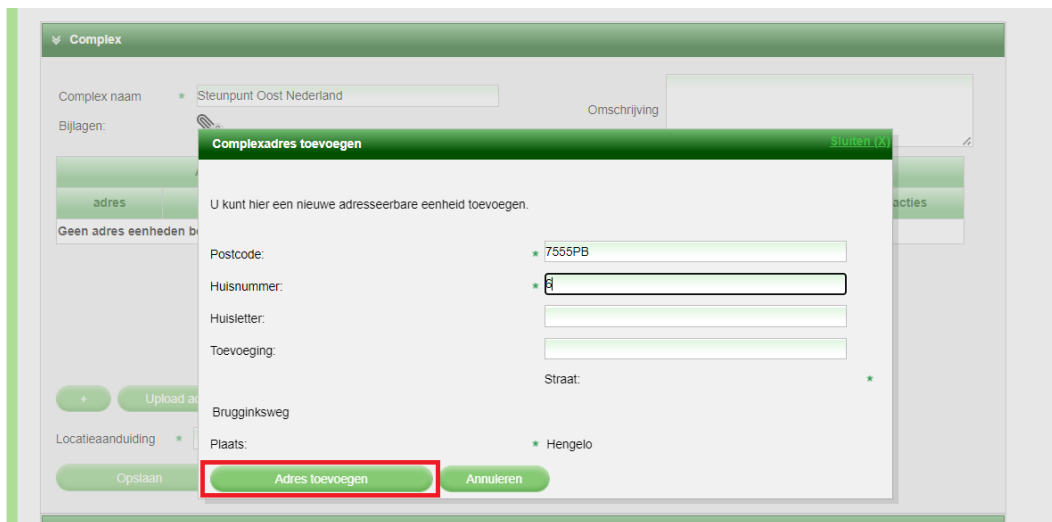 Complex
Complex naam * Steunpunt Oost Nederland
Omschrijving
Bijlagen:
Complexadres toevoegen Sluiten (X)
adres acties
U kunt hier een nieuwe adresseerbare eenheid toevoegen.
Geen adres eenheden
Postcode: * 7555PB
Huisnummer: * 6
Huisletter:
Toevoeging:
Straat: *
+ Upload
Brugginksweg
Locatieaanduiding *
Plaats: * Hengelo
Opslaan
Adres toevoegen Annuleren